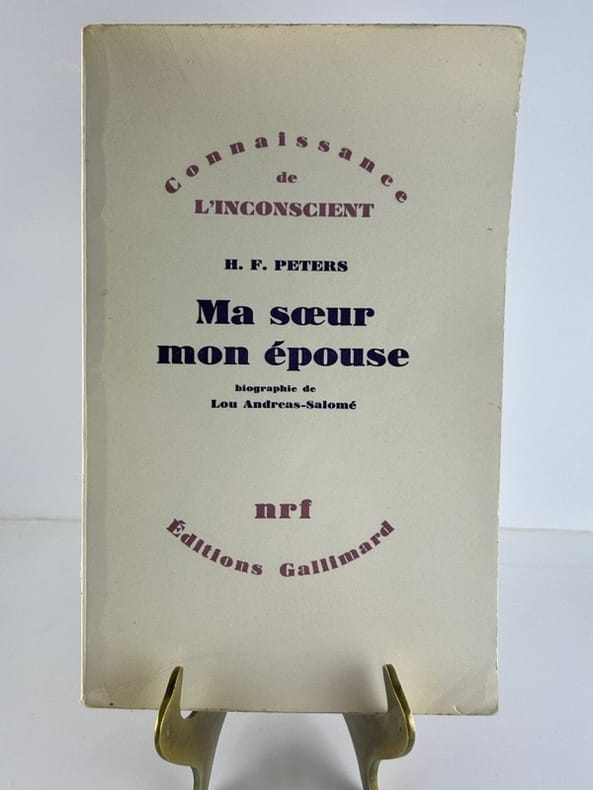 Connaissance
de
L'INCONSCIENT
H. F. PETERS
Ma sœur
mon épouse
biographie de
Lou Andreas-Salomé
nrf
Éditions Gallimard